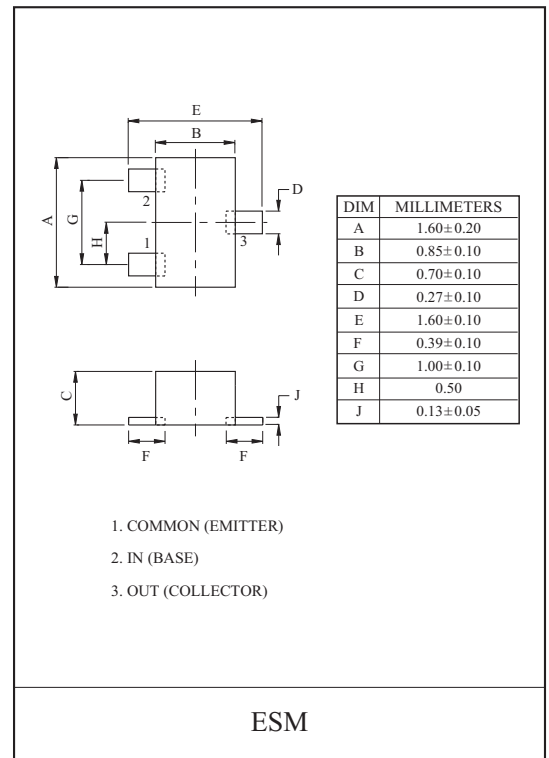 E
B
D
A
G
H
2
1
3
C
J
F
F
DIM MILLIMETERS
A 1.60±0.20
B 0.85±0.10
C 0.70±0.10
D 0.27±0.10
E 1.60±0.10
F 0.39±0.10
G 1.00±0.10
H 0.50
J 0.13±0.05
1. COMMON (EMITTER)
2. IN (BASE)
3. OUT (COLLECTOR)
ESM